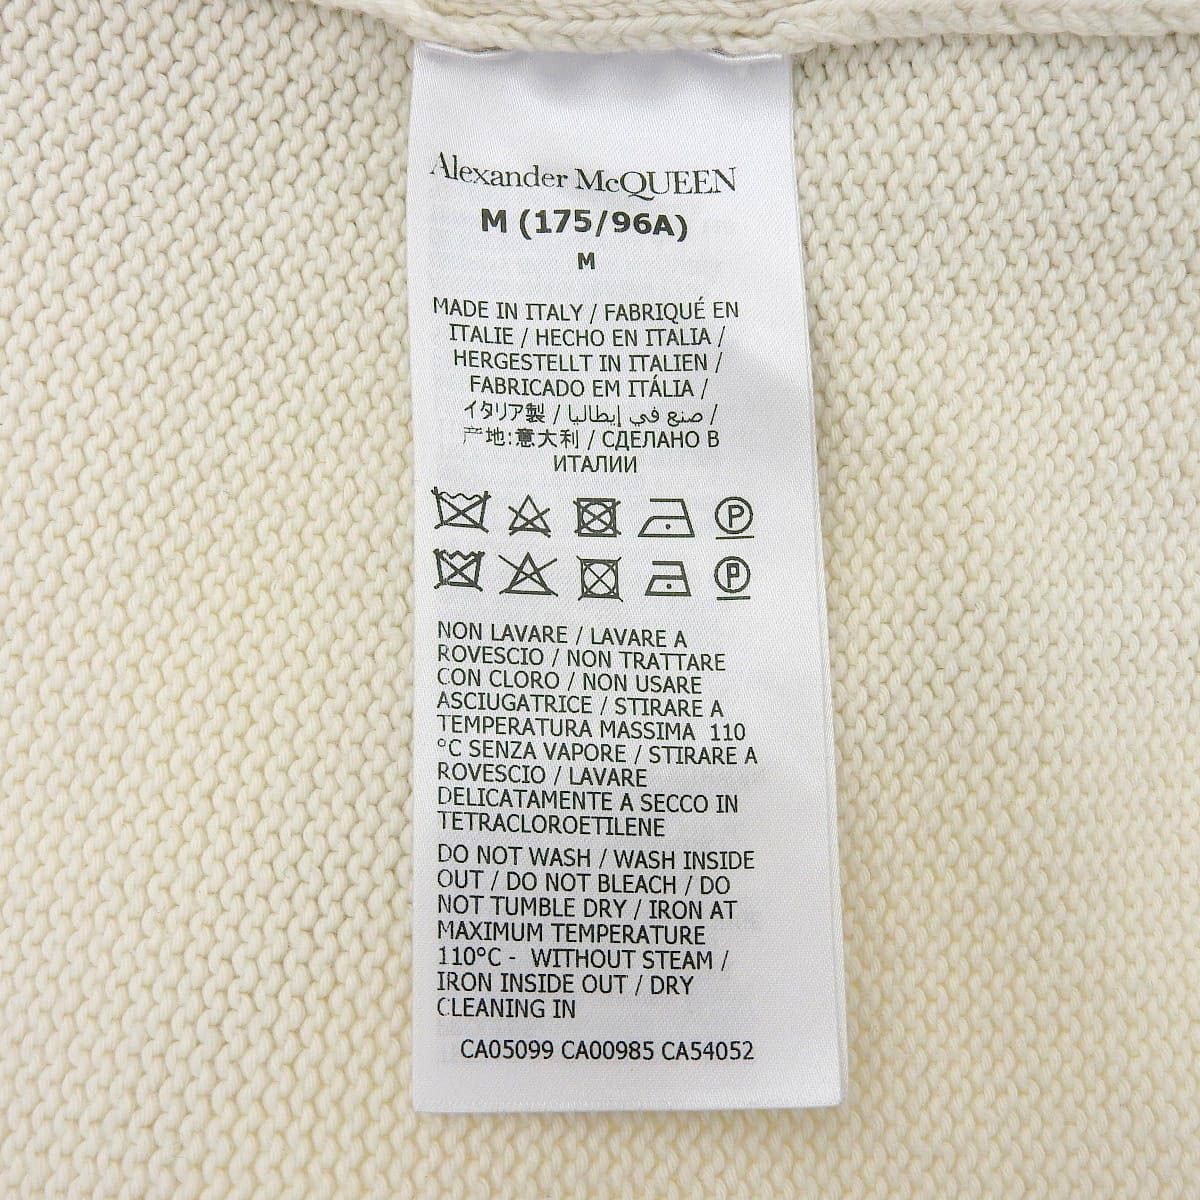 Alexander McQUEEN
M (175/96A)
M
MADE IN ITALY / FABRIQUÉ EN
ITALIE / HECHO EN ITALIA /
HERGESTELLT IN ITALIEN /
FABRICADO EM ITÁLIA /
イタリア製 / صنع في إيطاليا /
产地:意大利 / СДЕЛАНО В
ИТАЛИИ
P
P
NON LAVARE / LAVARE A
ROVESCIO / NON TRATTARE
CON CLORO / NON USARE
ASCIUGATRICE / STIRARE A
TEMPERATURA MASSIMA 110
°C SENZA VAPORE / STIRARE A
ROVESCIO / LAVARE
DELICATAMENTE A SECCO IN
TETRACLOROETILENE
DO NOT WASH / WASH INSIDE
OUT / DO NOT BLEACH / DO
NOT TUMBLE DRY / IRON AT
MAXIMUM TEMPERATURE
110°C - WITHOUT STEAM /
IRON INSIDE OUT / DRY
CLEANING IN
CA05099 CA00985 CA54052